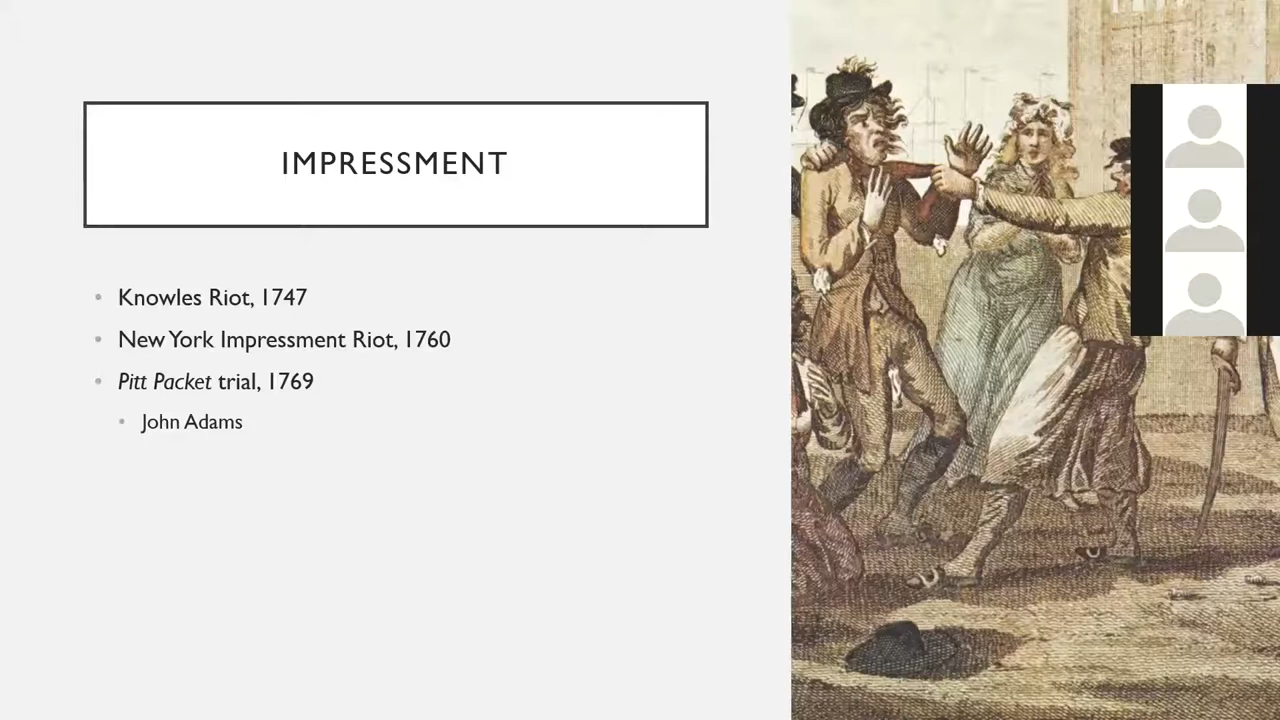 IMPRESSMENT
Knowles Riot, 1747
New York Impressment Riot, 1760
Pitt Packet trial, 1769
John Adams